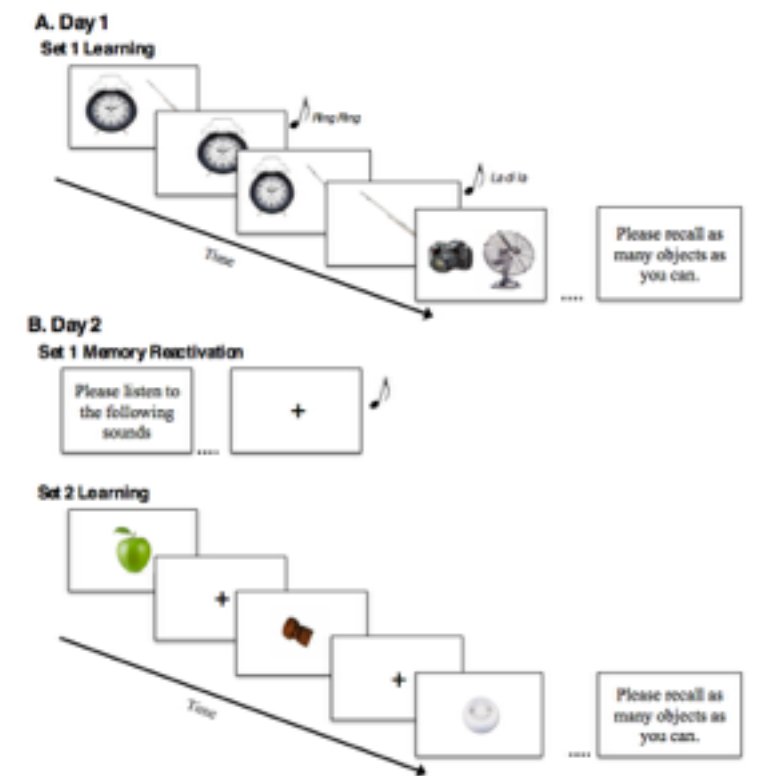 A. Day 1
Set 1 Learning
Ring Ring
La di la
Time
Please recall as
many objects as
you can.
....
B. Day 2
Set 1 Memory Reactivation
Please listen to
the following
sounds
....
+
Set 2 Learning
+
+
Time
Please recall as
many objects as
you can.
....